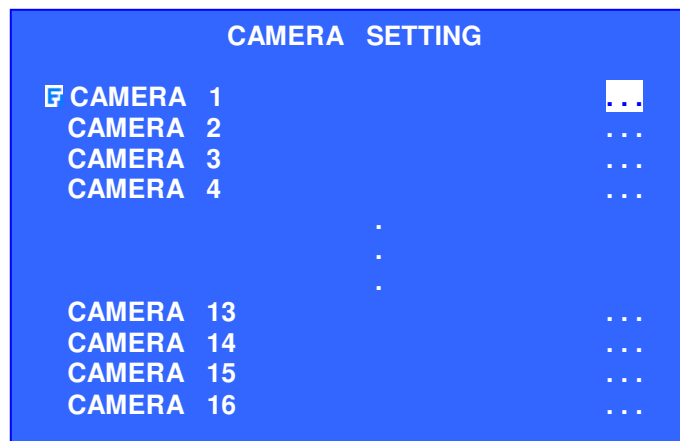 CAMERA SETTING
F CAMERA 1 ...
CAMERA 2 ...
CAMERA 3 ...
CAMERA 4 ...
.
.
.
CAMERA 13 ...
CAMERA 14 ...
CAMERA 15 ...
CAMERA 16 ...